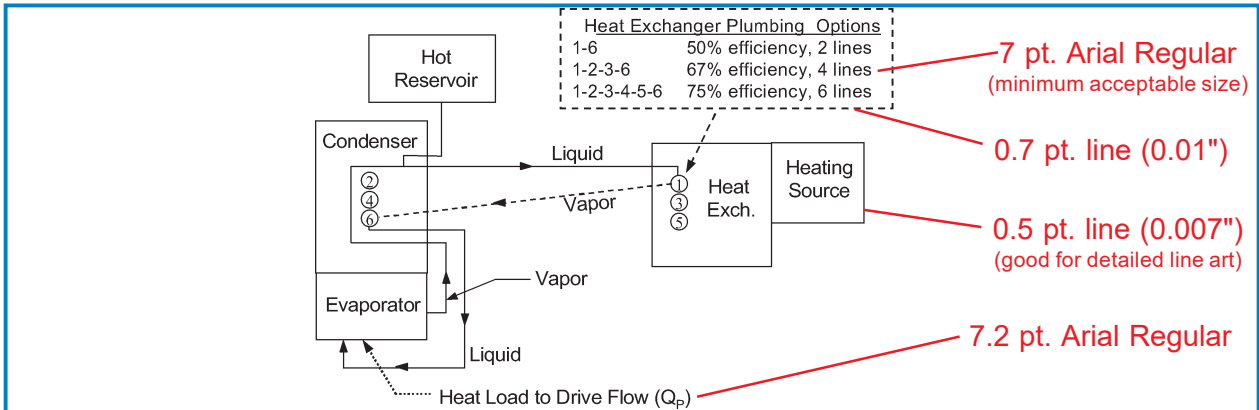 Heat Exchanger Plumbing Options
1-6 50% efficiency, 2 lines
1-2-3-6 67% efficiency, 4 lines
1-2-3-4-5-6 75% efficiency, 6 lines
7 pt. Arial Regular
(minimum acceptable size)
0.7 pt. line (0.01")
Hot
Reservoir
Condenser
Liquid
2
4
6
Vapor
1
3
5
Heat
Exch.
Heating
Source
0.5 pt. line (0.007")
(good for detailed line art)
Vapor
Evaporator
Liquid
7.2 pt. Arial Regular
Heat Load to Drive Flow (QP)